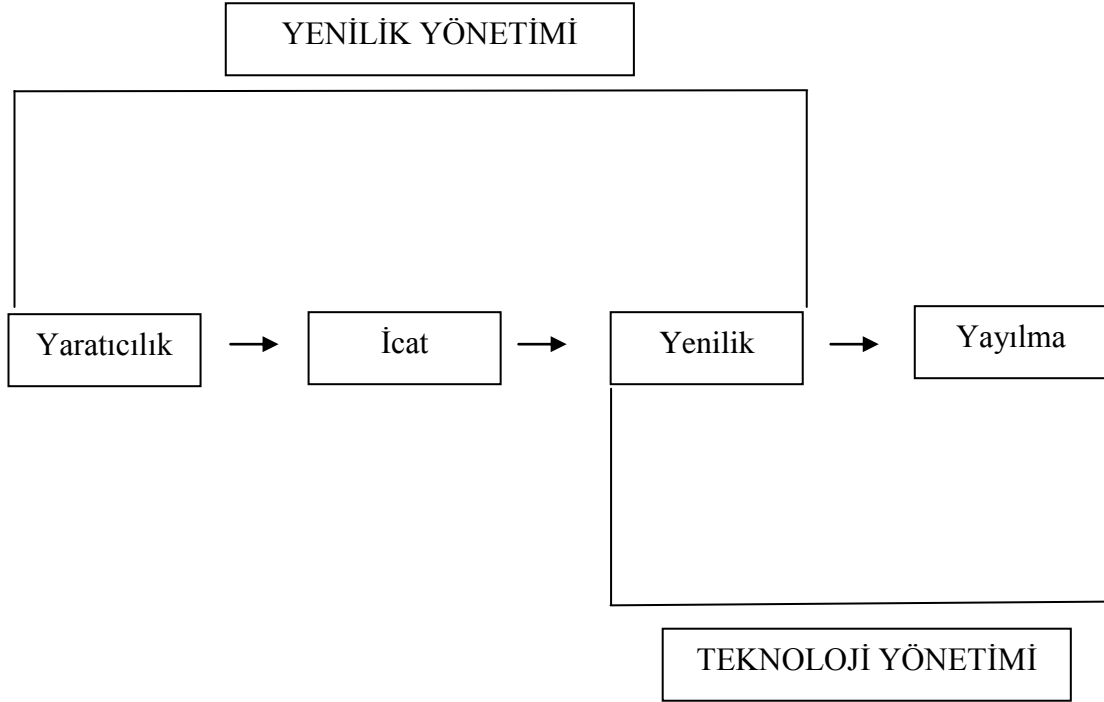 YENİLİK YÖNETİMİ
Yaratıcılık
İcat
Yenilik
Yayılma
TEKNOLOJİ YÖNETİMİ